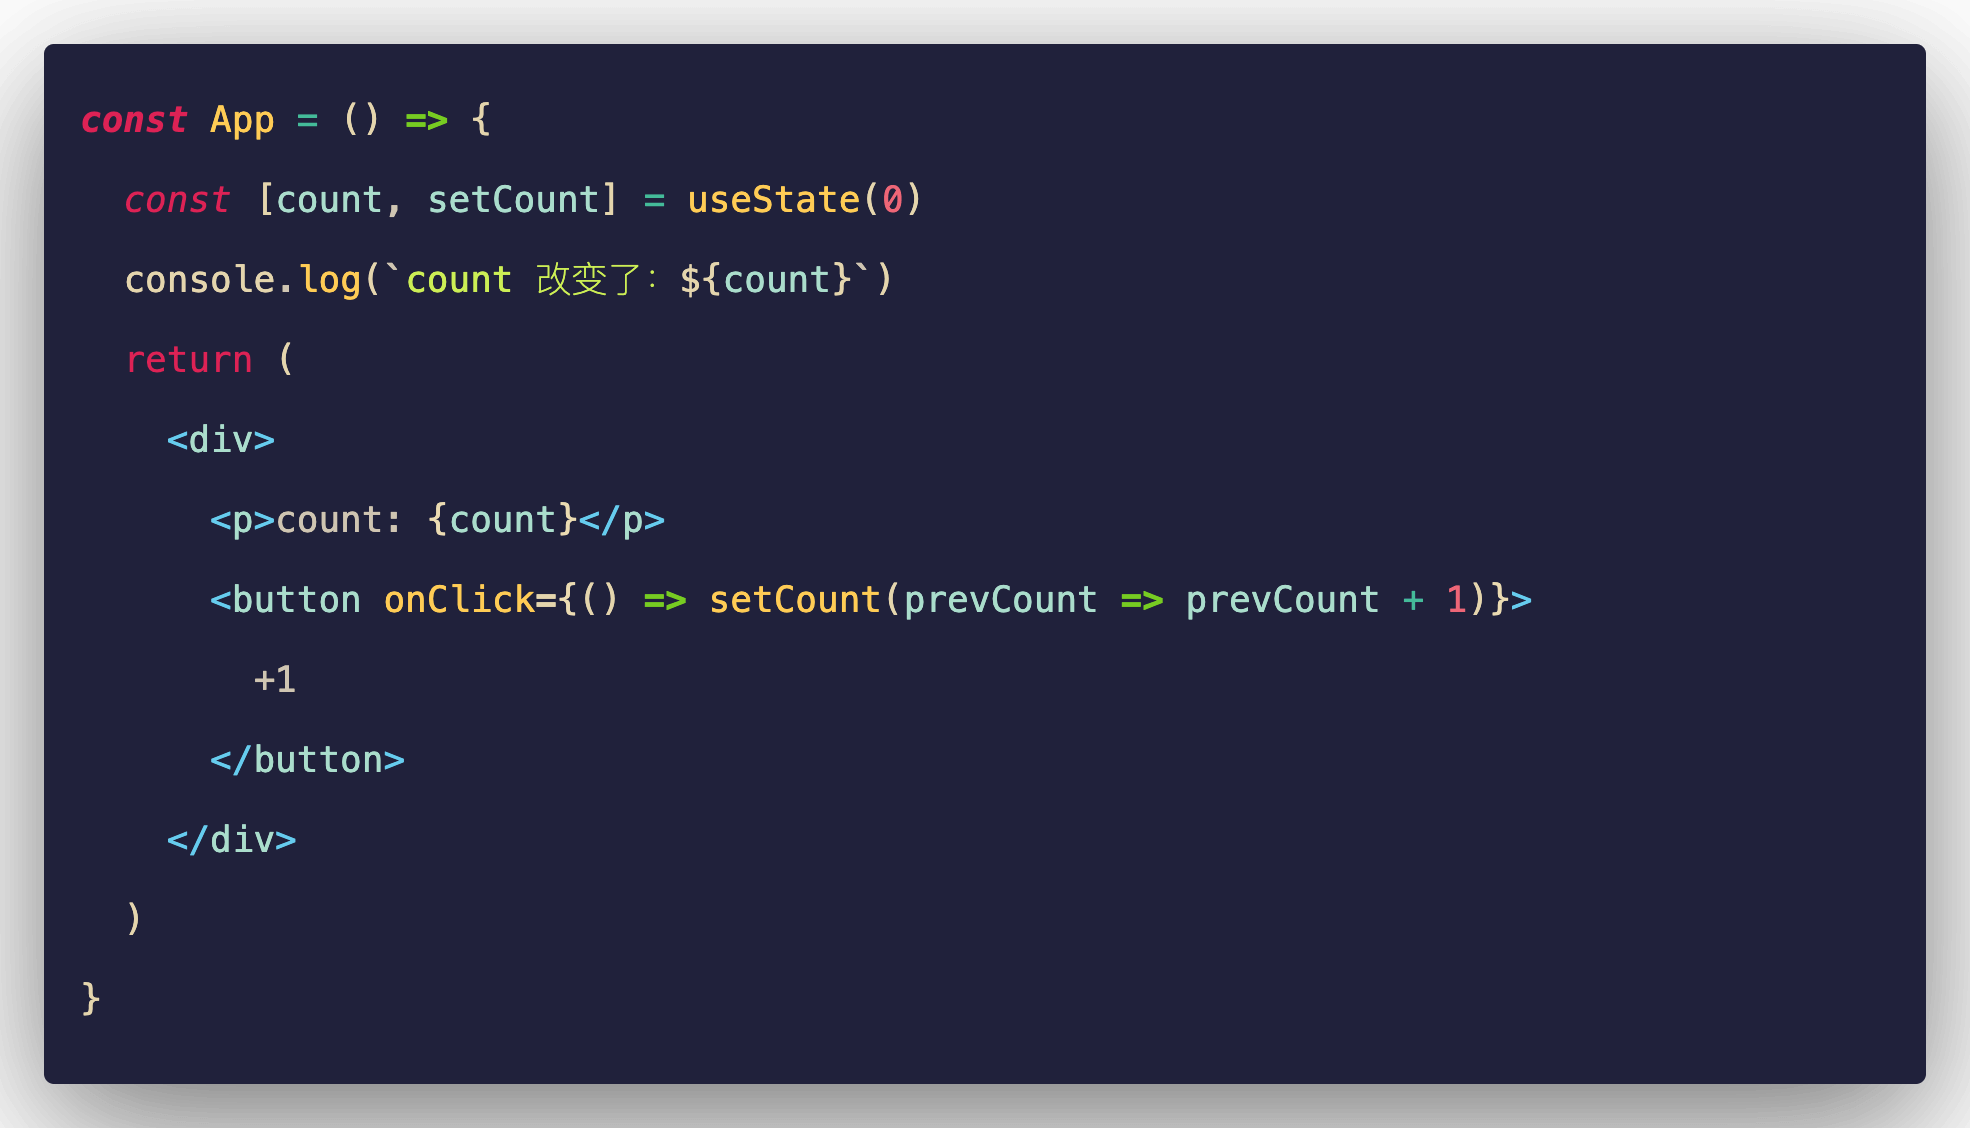 const App = () => {
const [count, setCount] = useState(0)
console.log(`count 改变了：${count}`)
return (
<div>
<p>count: {count}</p>
<button onClick={() => setCount(prevCount => prevCount + 1)}>
+1
</button>
</div>
)
}